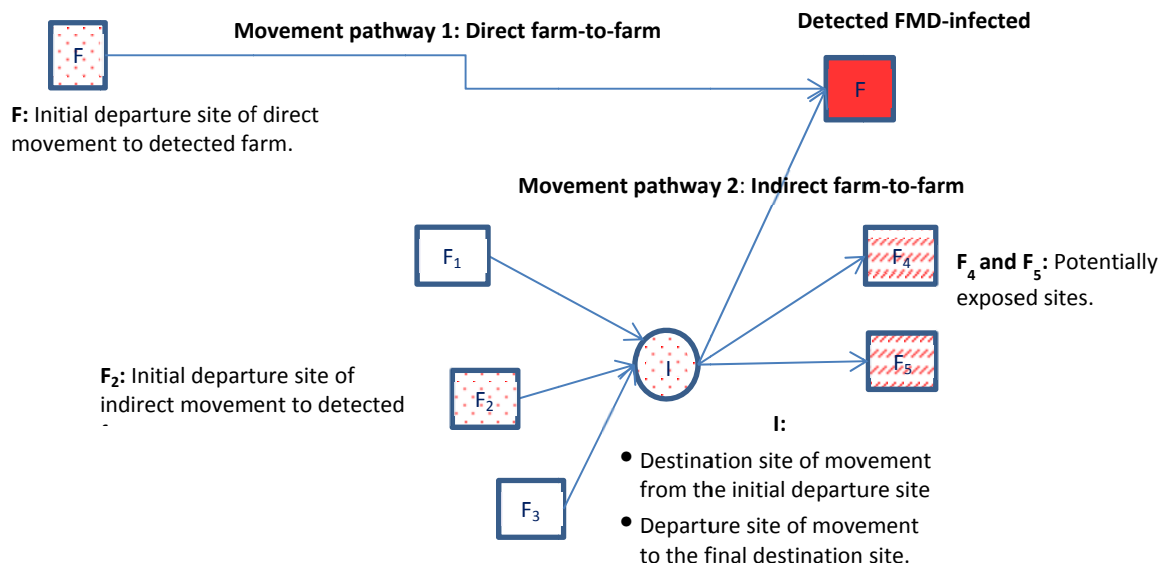 Detected FMD-infected
Movement pathway 1: Direct farm-to-farm
F
F
F: Initial departure site of direct
movement to detected farm.
Movement pathway 2: Indirect farm-to-farm
F₁
F₄
F₄ and F₅: Potentially
exposed sites.
I
F₅
F₂: Initial departure site of
indirect movement to detected
F₂
I:
• Destination site of movement
from the initial departure site
F₃
• Departure site of movement
to the final destination site.